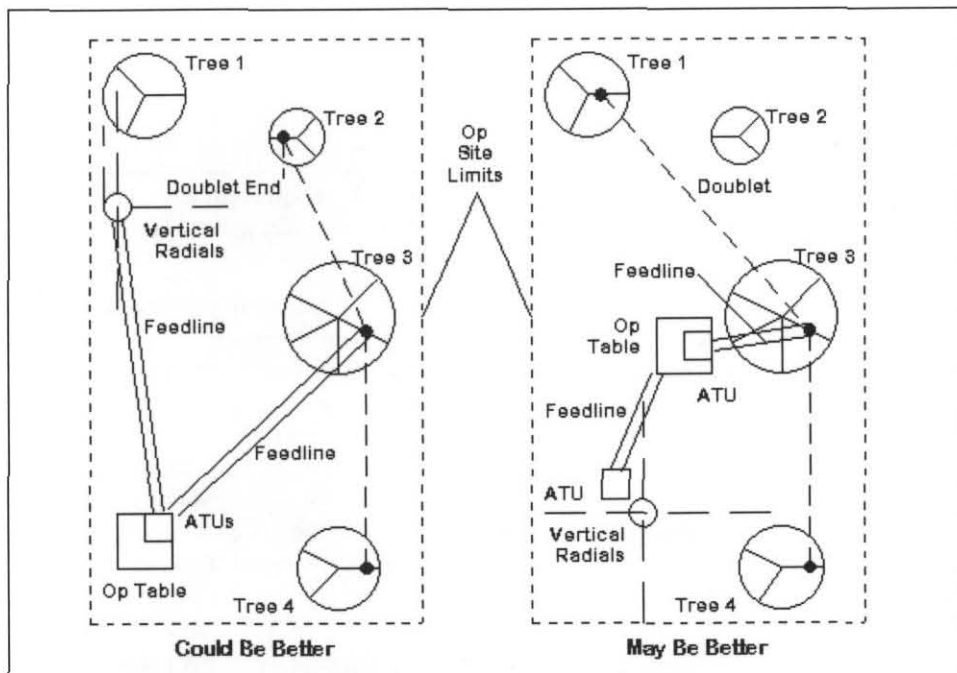 Tree 1
Tree 2
Doublet End
Vertical
Radials
Tree 3
Feedline
Feedline
ATUs
Op Table
Tree 4
Could Be Better
Op
Site
Limits
Tree 1
Tree 2
Doublet
Tree 3
Feedline
Op
Table
ATU
Feedline
ATU
Vertical
Radials
Tree 4
May Be Better